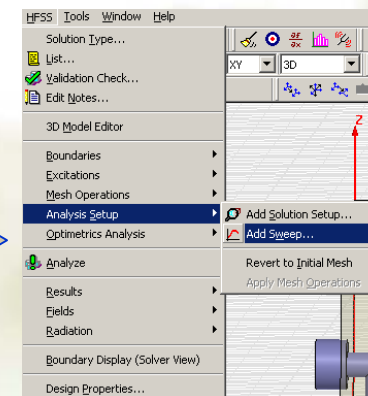 HFSS Tools Window Help
Solution Type...
List...
Validation Check...
Edit Notes...
XY 3D
3D Model Editor
Z
Boundaries
Excitations
Mesh Operations
Analysis Setup
Add Solution Setup...
Optimetrics Analysis
Add Sweep...
Analyze
Revert to Initial Mesh
Results
Apply Mesh Operations
Fields
Radiation
Boundary Display (Solver View)
Design Properties...